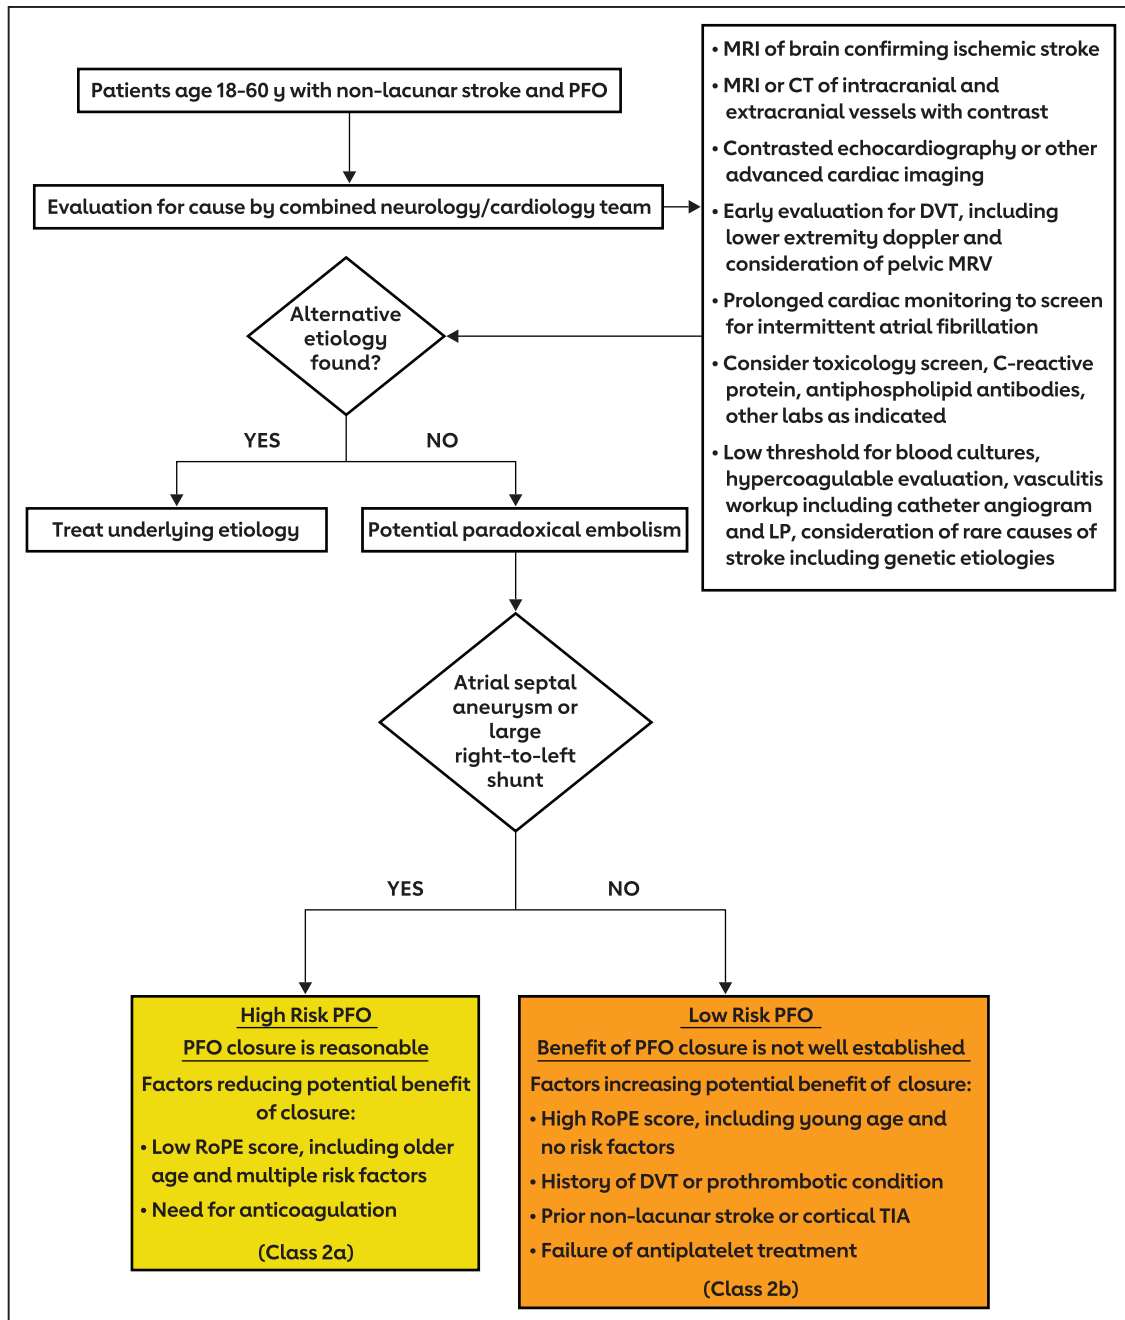 Patients age 18-60 y with non-lacunar stroke and PFO
Evaluation for cause by combined neurology/cardiology team
• MRI of brain confirming ischemic stroke
• MRI or CT of intracranial and
extracranial vessels with contrast
• Contrasted echocardiography or other
advanced cardiac imaging
• Early evaluation for DVT, including
lower extremity doppler and
consideration of pelvic MRV
• Prolonged cardiac monitoring to screen
for intermittent atrial fibrillation
• Consider toxicology screen, C-reactive
protein, antiphospholipid antibodies,
other labs as indicated
• Low threshold for blood cultures,
hypercoagulable evaluation, vasculitis
workup including catheter angiogram
and LP, consideration of rare causes of
stroke including genetic etiologies
Alternative
etiology
found?
YES
NO
Treat underlying etiology
Potential paradoxical embolism
Atrial septal
aneurysm or
large
right-to-left
shunt
YES
NO
High Risk PFO
PFO closure is reasonable
Factors reducing potential benefit
of closure:
• Low RoPE score, including older
age and multiple risk factors
• Need for anticoagulation
(Class 2a)
Low Risk PFO
Benefit of PFO closure is not well established
Factors increasing potential benefit of closure:
• High RoPE score, including young age and
no risk factors
• History of DVT or prothrombotic condition
• Prior non-lacunar stroke or cortical TIA
• Failure of antiplatelet treatment
(Class 2b)